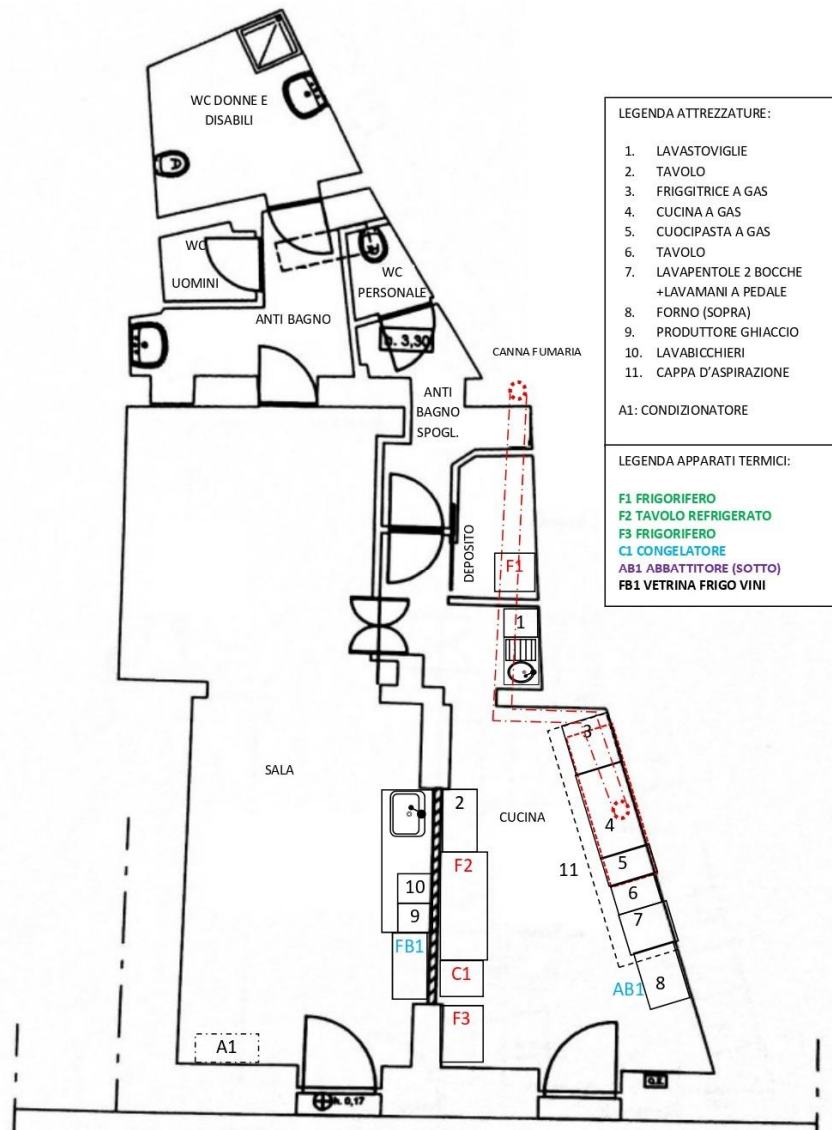 WC DONNE E
DISABILI
WC
UOMINI
WC
PERSONALE
ANTI BAGNO
h. 3,30
CANNA FUMARIA
ANTI
BAGNO
SPOGL.
DEPOSITO
F1
1
SALA
CUCINA
3
4
5
6
7
8
11
2
F2
10
9
FB1
C1
F3
AB1
A1
h. 0,17
Q.E.
LEGENDA ATTREZZATURE:
1. LAVASTOVIGLIE
2. TAVOLO
3. FRIGGITRICE A GAS
4. CUCINA A GAS
5. CUOCIPASTA A GAS
6. TAVOLO
7. LAVAPENTOLE 2 BOCCHE
+LAVAMANI A PEDALE
8. FORNO (SOPRA)
9. PRODUTTORE GHIACCIO
10. LAVABICCHIERI
11. CAPPA D'ASPIRAZIONE
A1: CONDIZIONATORE
LEGENDA APPARATI TERMICI:
F1 FRIGORIFERO
F2 TAVOLO REFRIGERATO
F3 FRIGORIFERO
C1 CONGELATORE
AB1 ABBATTITORE (SOTTO)
FB1 VETRINA FRIGO VINI